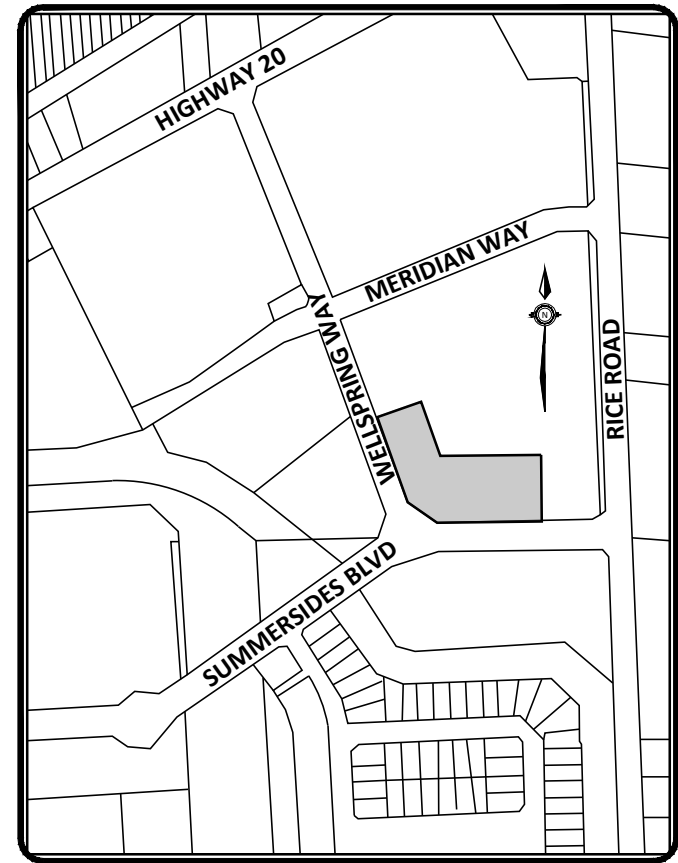 HIGHWAY 20
MERIDIAN WAY
WELLSPRING WAY
N
RICE ROAD
SUMMERSIDES BLVD